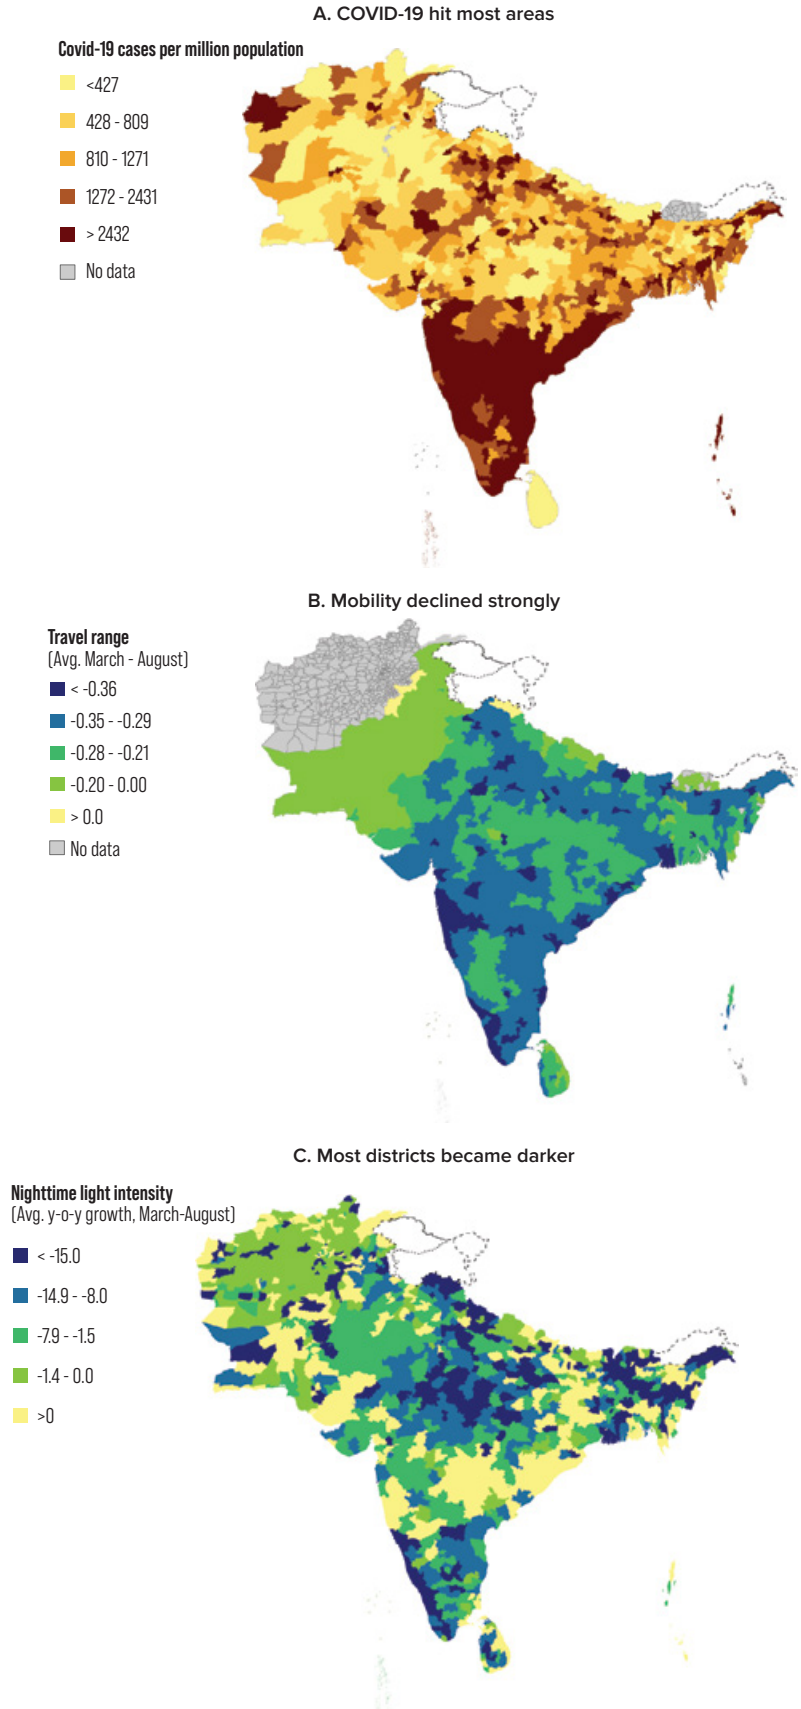 A. COVID-19 hit most areas
Covid-19 cases per million population
<427
428 - 809
810 - 1271
1272 - 2431
> 2432
No data
B. Mobility declined strongly
Travel range
(Avg. March - August)
< -0.36
-0.35 - -0.29
-0.28 - -0.21
-0.20 - 0.00
> 0.0
No data
C. Most districts became darker
Nighttime light intensity
(Avg. y-o-y growth, March-August)
< -15.0
-14.9 - -8.0
-7.9 - -1.5
-1.4 - 0.0
>0